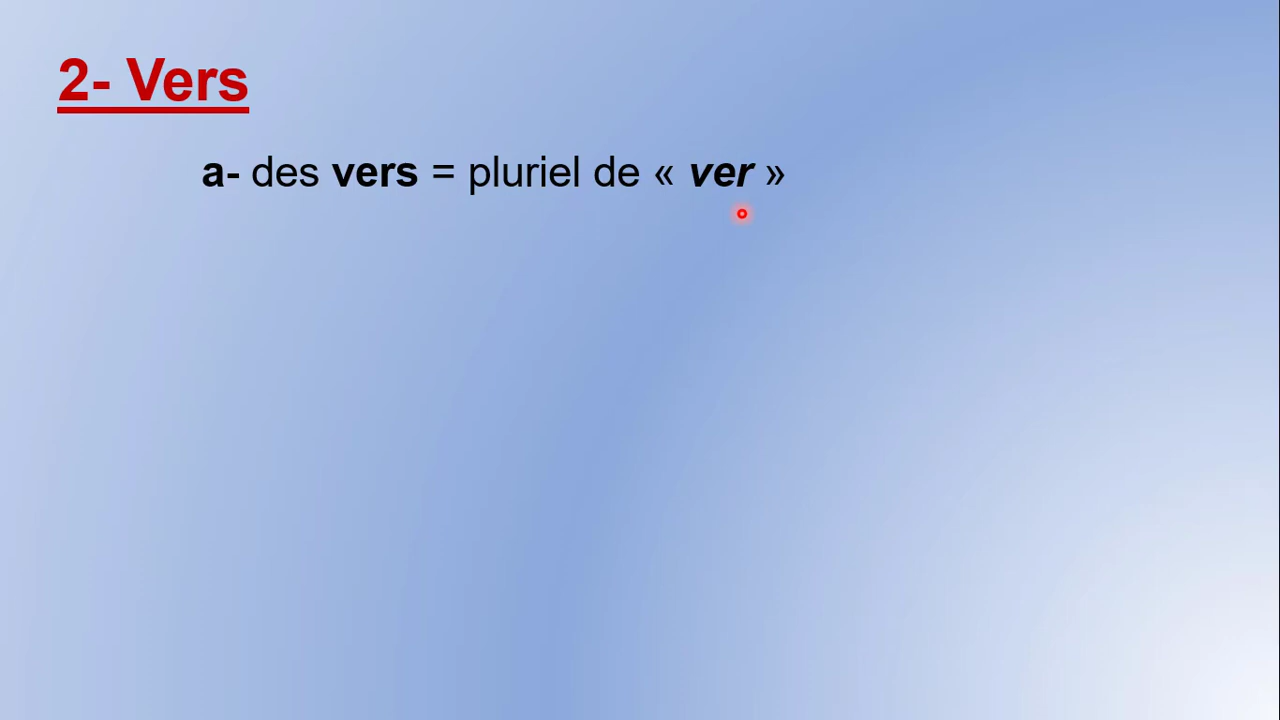 2- Vers
a- des vers = pluriel de « ver »